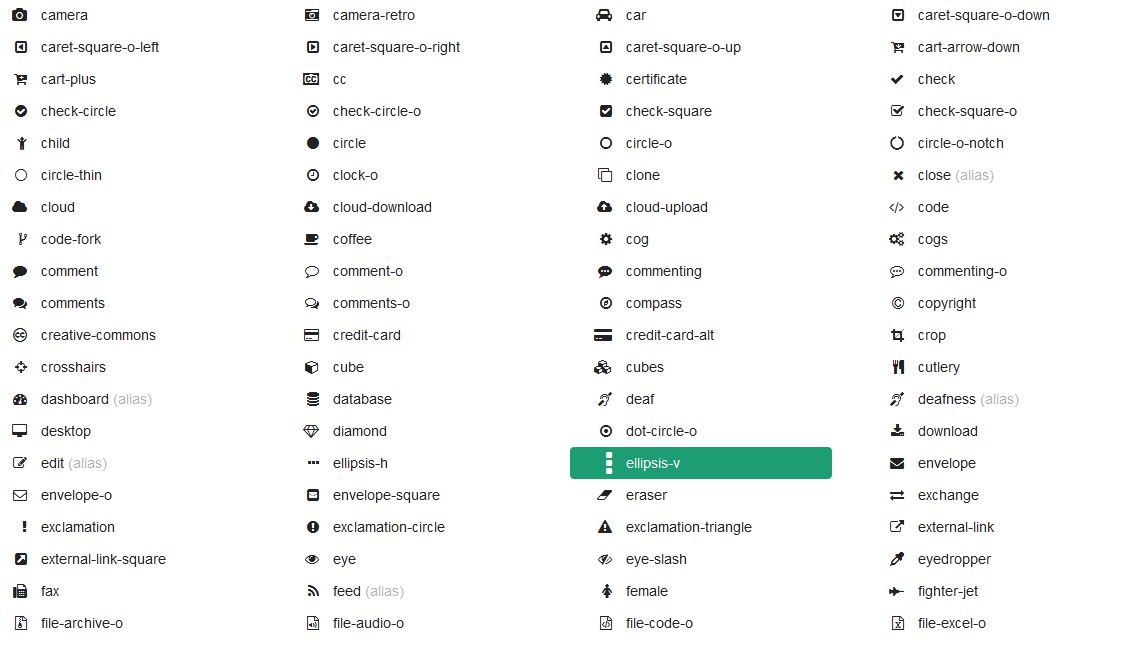 camera camera-retro car caret-square-o-down
caret-square-o-left caret-square-o-right caret-square-o-up cart-arrow-down
cart-plus cc certificate check
check-circle check-circle-o check-square check-square-o
child circle circle-o circle-o-notch
circle-thin clock-o clone close (alias)
cloud cloud-download cloud-upload code
code-fork coffee cog cogs
comment comment-o commenting commenting-o
comments comments-o compass copyright
creative-commons credit-card credit-card-alt crop
crosshairs cube cubes cutlery
dashboard (alias) database deaf deafness (alias)
desktop diamond dot-circle-o download
edit (alias) ellipsis-h ellipsis-v envelope
envelope-o envelope-square eraser exchange
exclamation exclamation-circle exclamation-triangle external-link
external-link-square eye eye-slash eyedropper
fax feed (alias) female fighter-jet
file-archive-o file-audio-o file-code-o file-excel-o